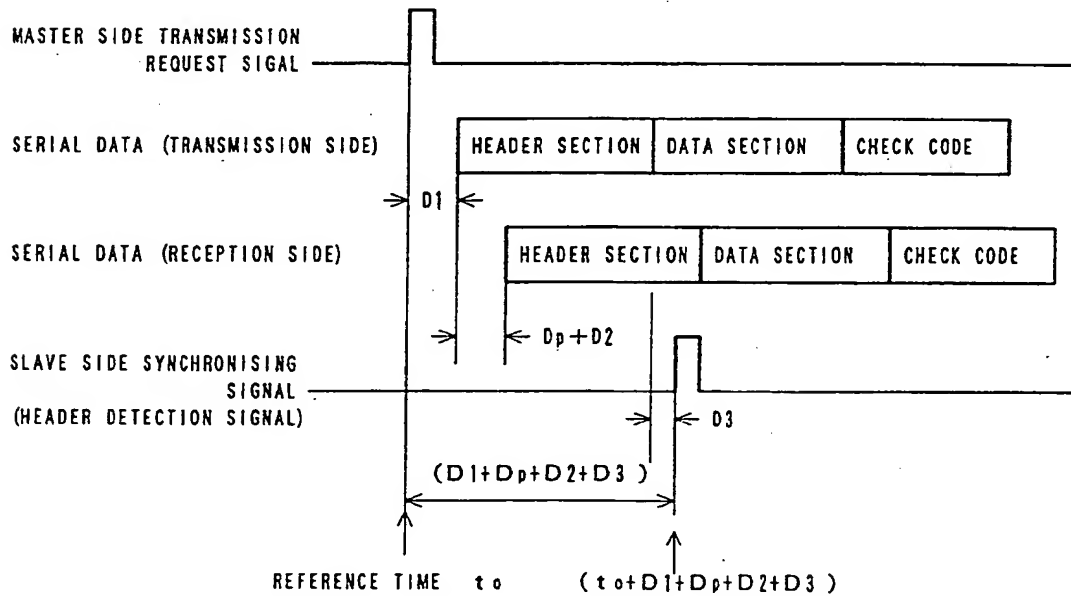 MASTER SIDE TRANSMISSION
REQUEST SIGAL
SERIAL DATA (TRANSMISSION SIDE)
HEADER SECTION
DATA SECTION
CHECK CODE
D1
SERIAL DATA (RECEPTION SIDE)
HEADER SECTION
DATA SECTION
CHECK CODE
Dp+D2
SLAVE SIDE SYNCHRONISING
SIGNAL
(HEADER DETECTION SIGNAL)
D3
(D1+Dp+D2+D3)
REFERENCE TIME to
(to+D1+Dp+D2+D3)